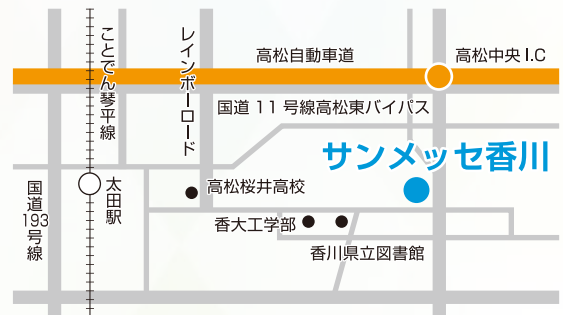 高松自動車道
高松中央 I.C
ことでん琴平線
レインボーロード
国道 11 号線高松東バイパス
サンメッセ香川
太田駅
高松桜井高校
国道193号線
香大工学部
香川県立図書館